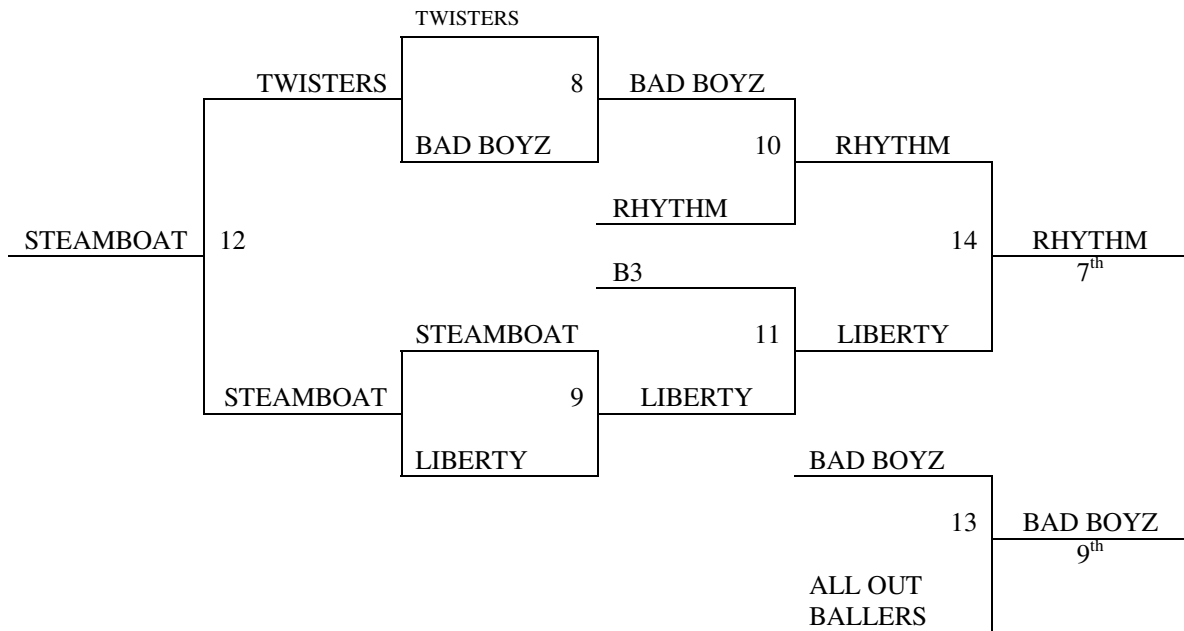 TWISTERS
TWISTERS 8 BAD BOYZ
BAD BOYZ 10 RHYTHM
RHYTHM
STEAMBOAT 12 14 RHYTHM
B3 7th
STEAMBOAT 11 LIBERTY
STEAMBOAT 9 LIBERTY
LIBERTY BAD BOYZ
13 BAD BOYZ
9th
ALL OUT
BALLERS